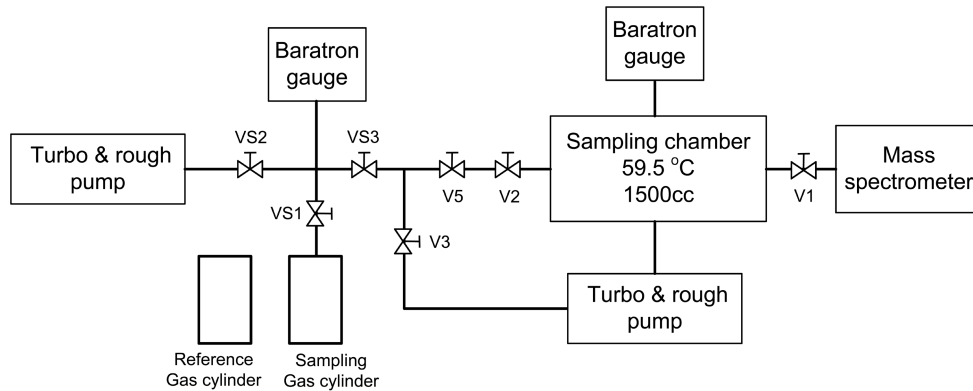 Baratron
gauge
Baratron
gauge
VS2
VS3
Turbo & rough
pump
V5
V2
Sampling chamber
59.5 °C
1500cc
V1
Mass
spectrometer
VS1
V3
Turbo & rough
pump
Reference
Gas cylinder
Sampling
Gas cylinder